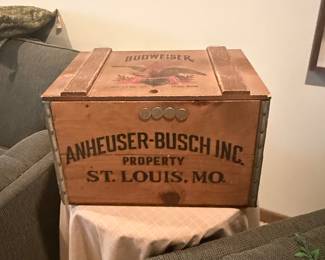 BUDWEISER
ANHEUSER-BUSCH INC.
PROPERTY
ST. LOUIS, MO.